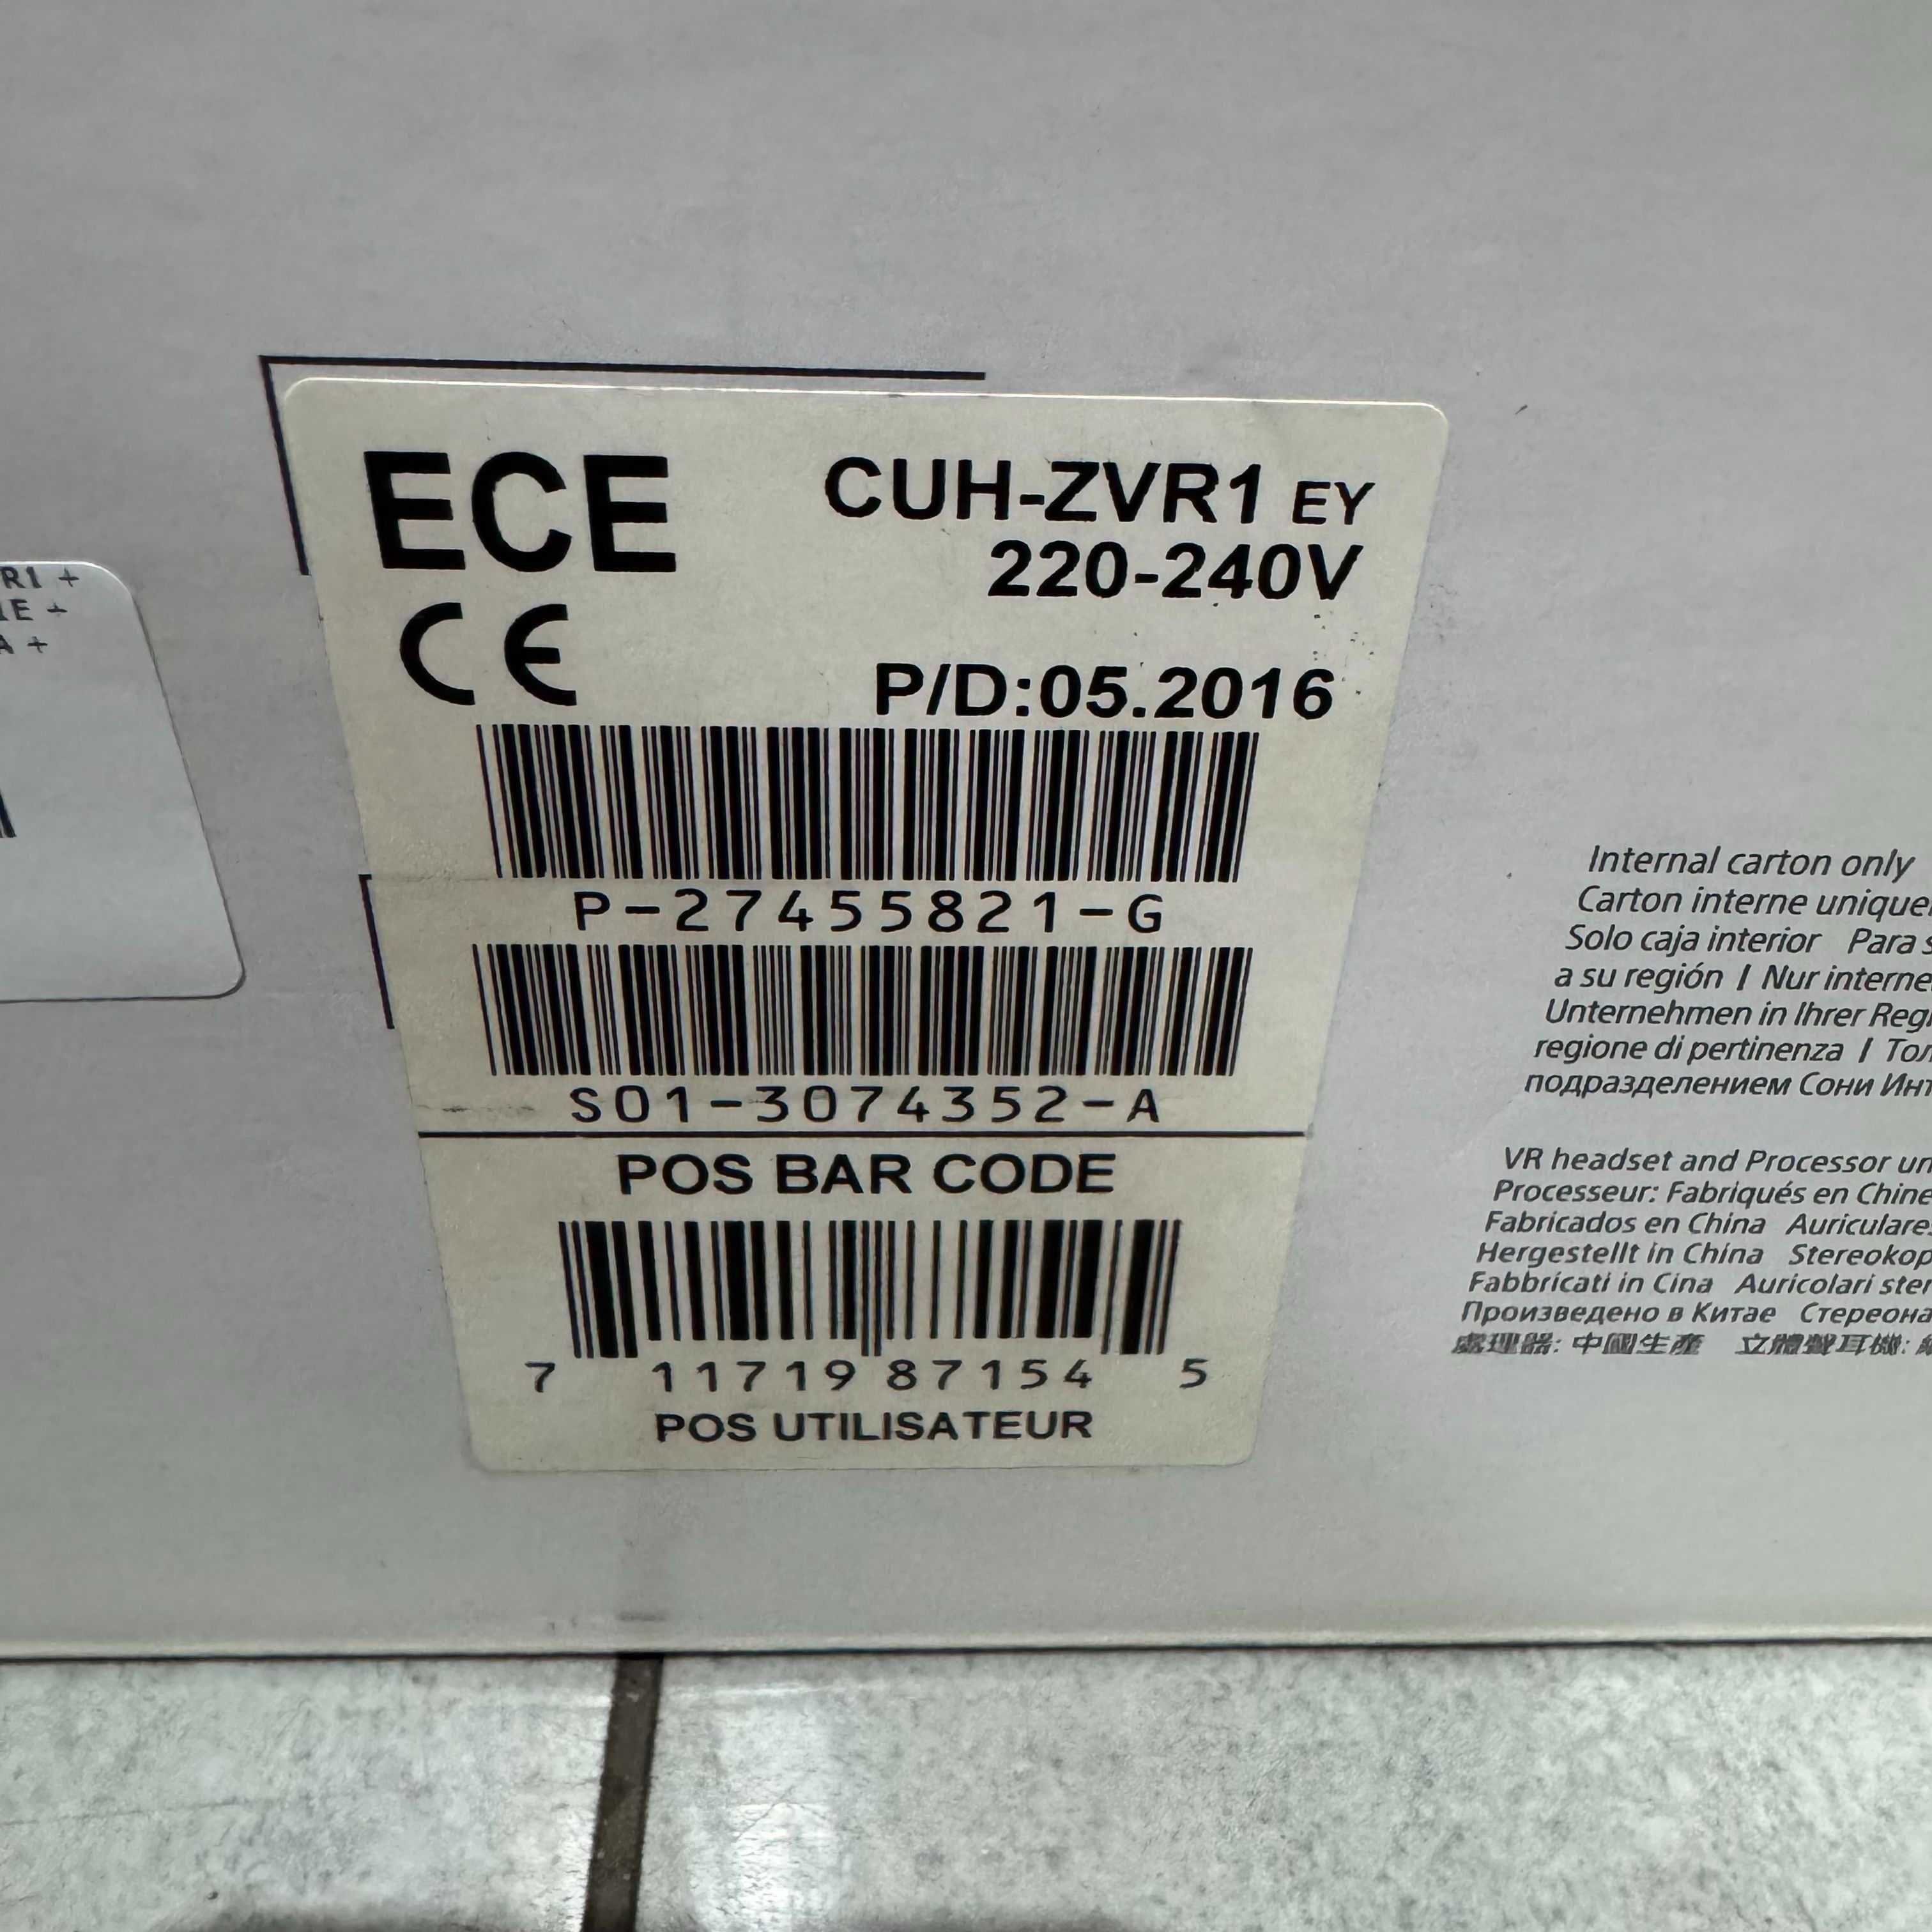 R1 +
1E +
A +
ECE
CUH-ZVR1 EY
220-240V
CE
P/D:05.2016
P-27455821-G
S01-3074352-A
POS BAR CODE
7 11719 87154 5
POS UTILISATEUR
Internal carton only
Carton interne unique
Solo caja interior Para
a su región I Nur interne
Unternehmen in Ihrer Reg
regione di pertinenza I
подразделением Сони Инт
VR headset and Processor un
Processeur: Fabriqués en Chine
Fabricados en China Auriculare
Hergestellt in China Stereokop
Fabbricati in Cina Auricolari ster
Произведено в Китае Стереона
處理器: 中國生產 立體聲耳機: